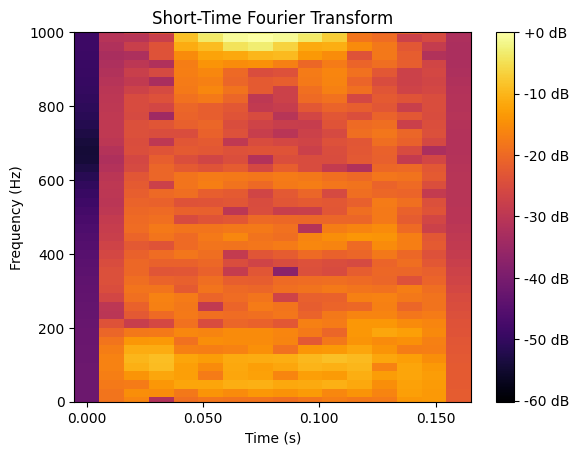 Short-Time Fourier Transform
1000
800
600
400
200
0
Frequency (Hz)
0.000
0.050
0.100
0.150
Time (s)
+0 dB
-10 dB
-20 dB
-30 dB
-40 dB
-50 dB
-60 dB